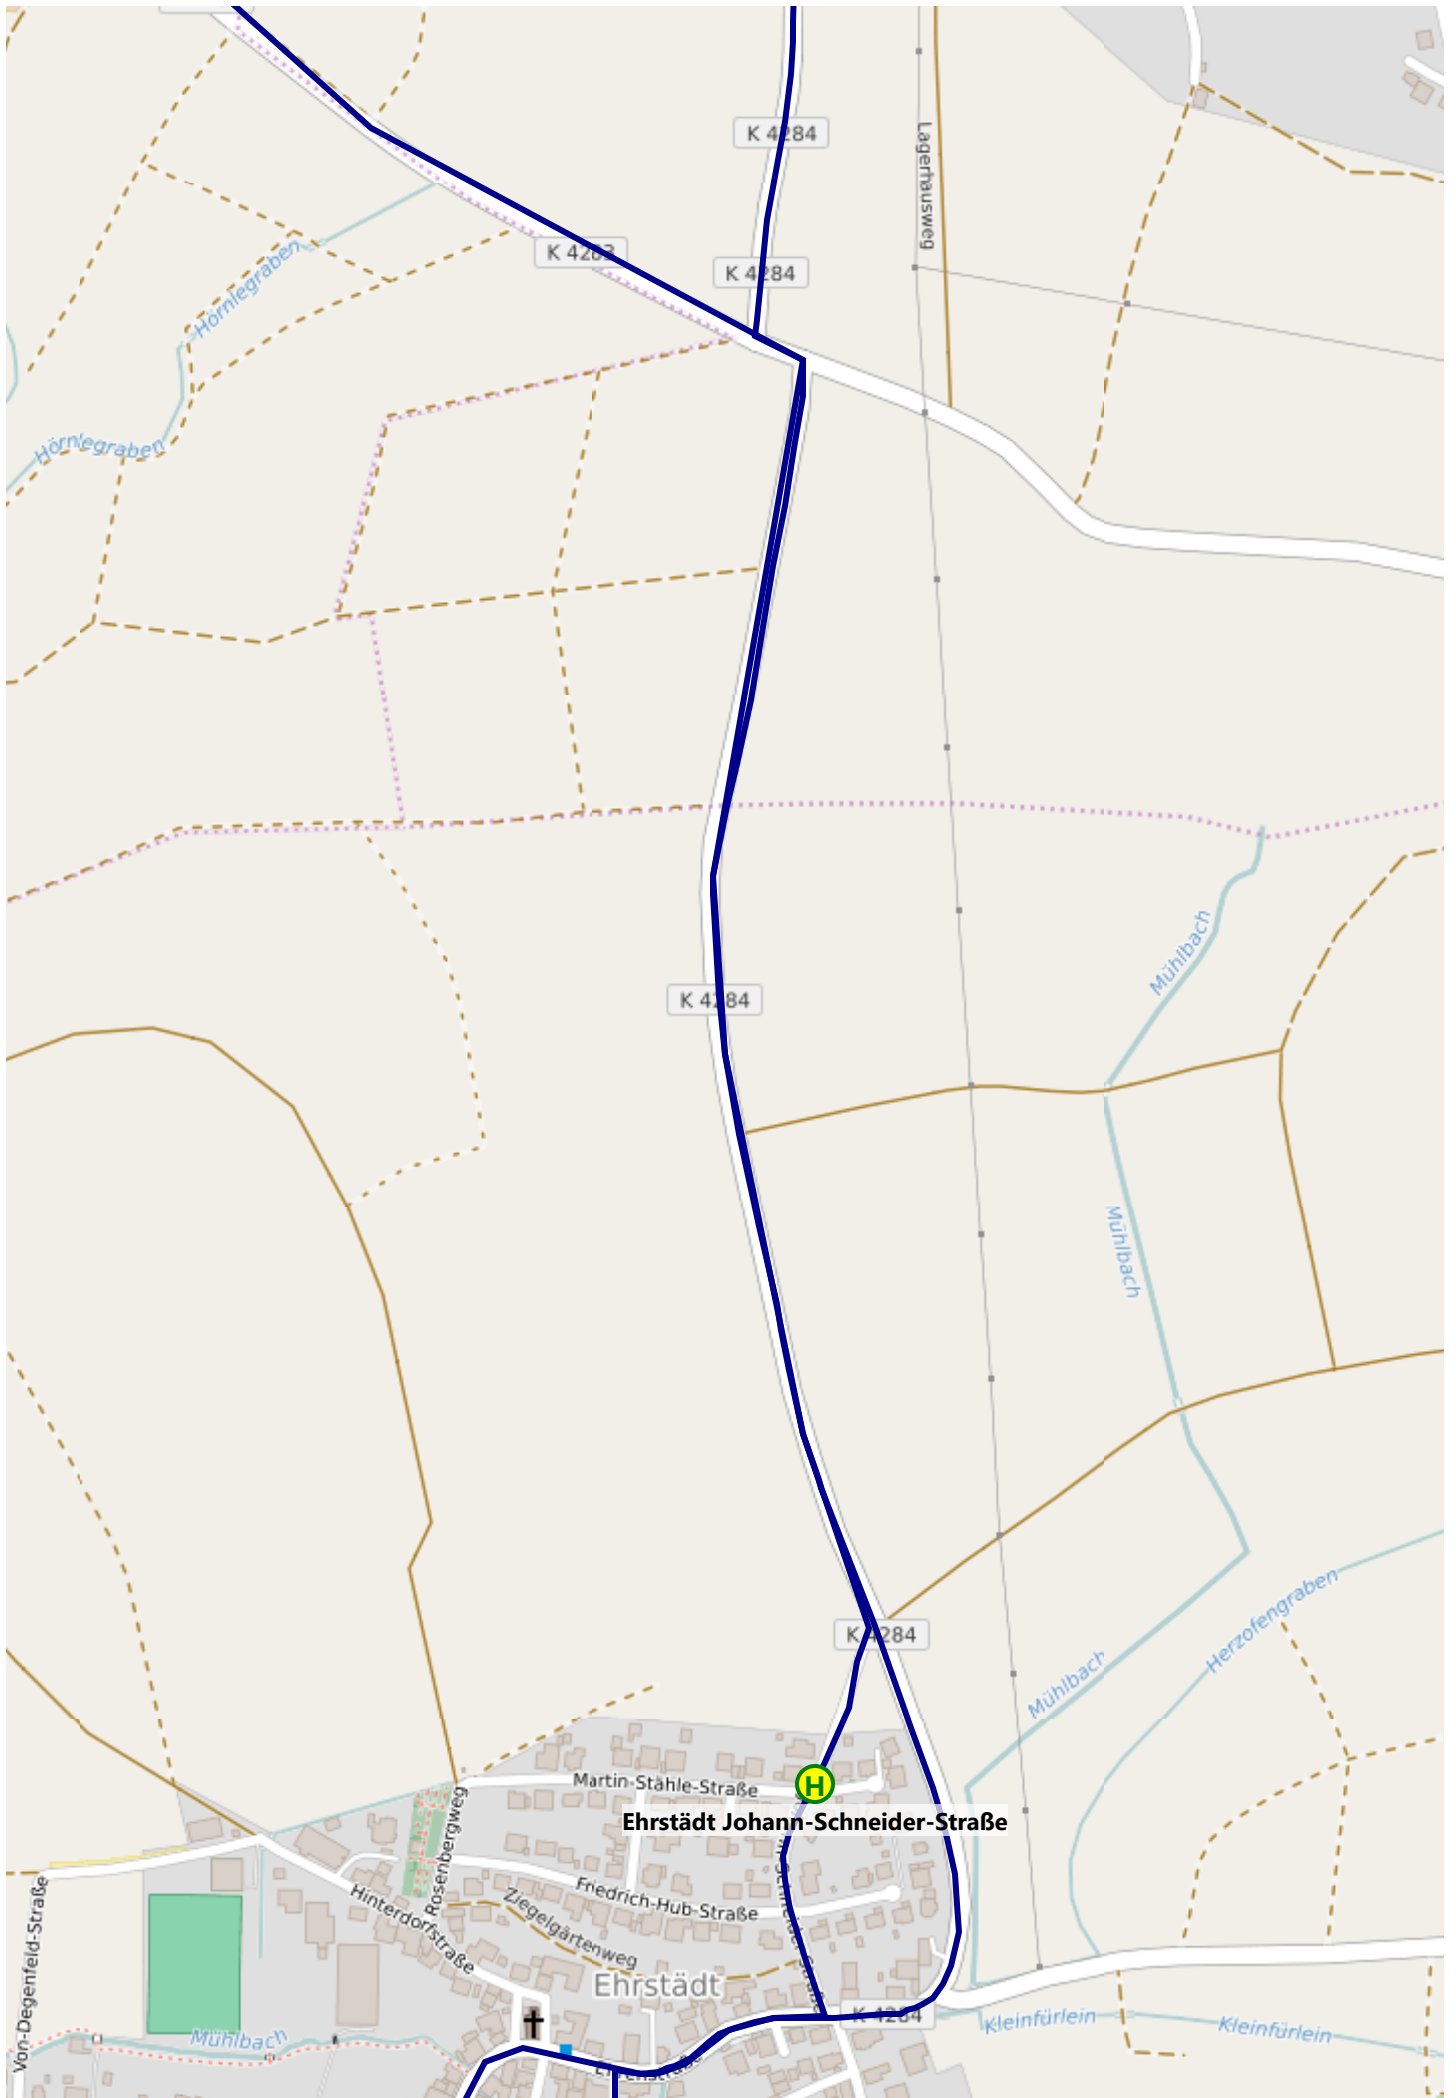 K 4284
Lagerhausweg
K 4283
K 4284
Hörnlegraben
Hörnlegraben
Mühlbach
K 4284
Mühlbach
Herzofengraben
K 4284
Mühlbach
Martin-Stähle-Straße
H
Ehrstädt Johann-Schneider-Straße
Rosenbergweg
Friedrich-Hub-Straße
Hinterdorfstraße
Ziegelgärtenweg
Von-Degenfeld-Straße
Ehrstädt
K 4284
Kleinfürlein
Kleinfürlein
Mühlbach